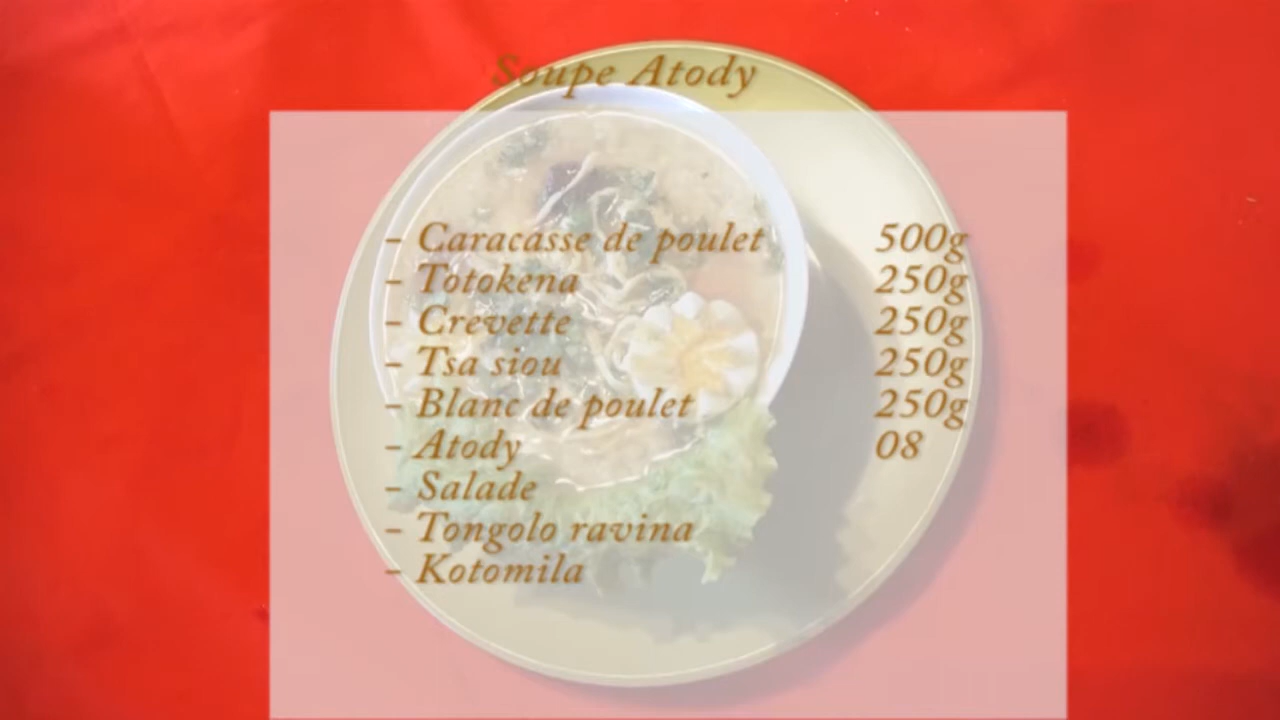 Soupe Atody
- Caracasse de poulet 500g
- Totokena 250g
- Crevette 250g
- Tsa siou 250g
- Blanc de poulet 250g
- Atody 08
- Salade
- Tongolo ravina
- Kotomila